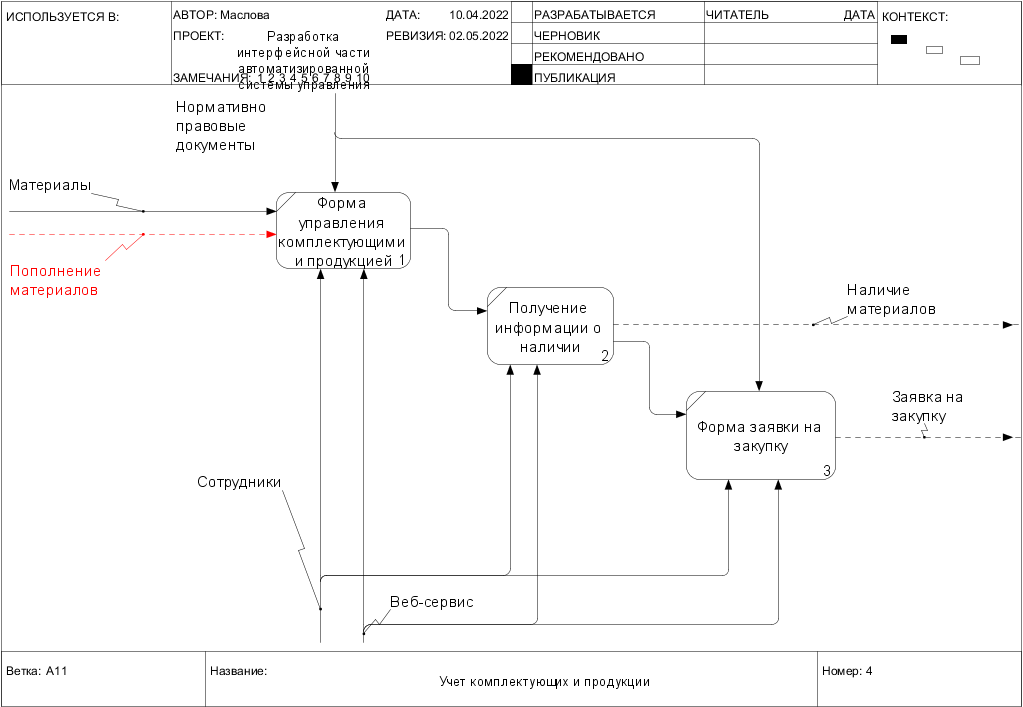 ИСПОЛЬЗУЕТСЯ В:
АВТОР: Маслова
ДАТА: 10.04.2022
РАЗРАБАТЫВАЕТСЯ
ЧИТАТЕЛЬ
ДАТА
КОНТЕКСТ:
ПРОЕКТ: Разработка
интерфейсной части
автоматизированной
системы управления
РЕВИЗИЯ: 02.05.2022
ЧЕРНОВИК
РЕКОМЕНДОВАНО
ЗАМЕЧАНИЯ: 1 2 3 4 5 6 7 8 9 10
ПУБЛИКАЦИЯ
Нормативно
правовые
документы
Материалы
Пополнение
материалов
Форма
управления
комплектующими
и продукцией 1
Получение
информации о
наличии
2
Наличие
материалов
Заявка на
закупку
Форма заявки на
закупку
3
Сотрудники
Веб-сервис
Ветка: A11
Название:
Учет комплектующих и продукции
Номер: 4